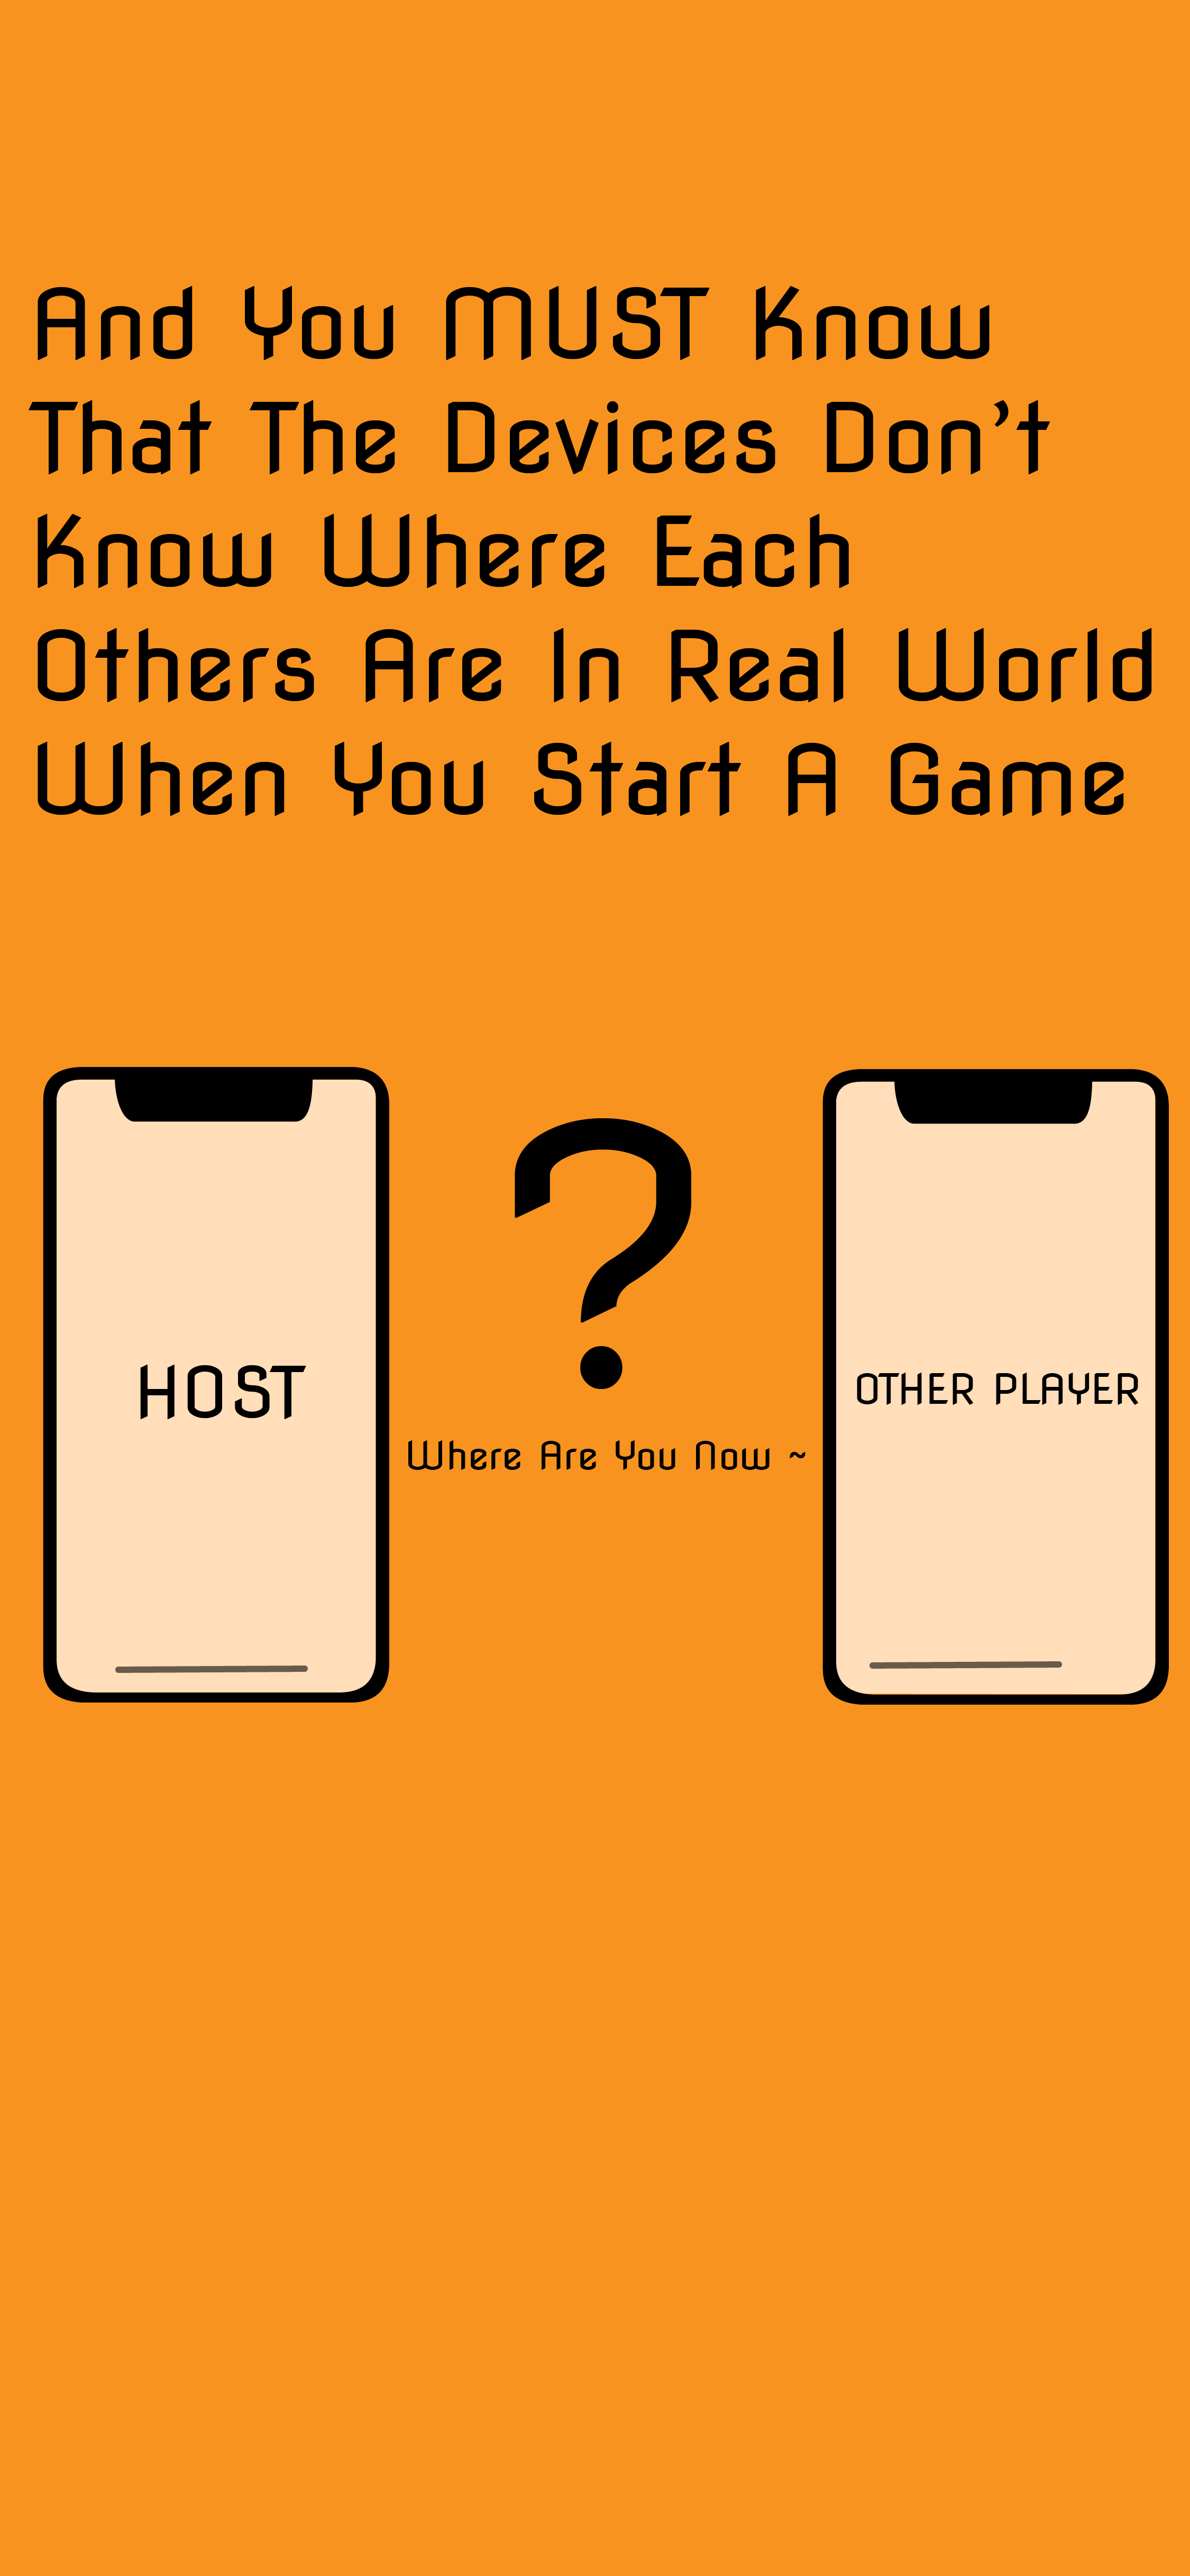 And You MUST Know
That The Devices Don’t
Know Where Each
Others Are In Real World
When You Start A Game
HOST
OTHER PLAYER
Where Are You Now ~
?